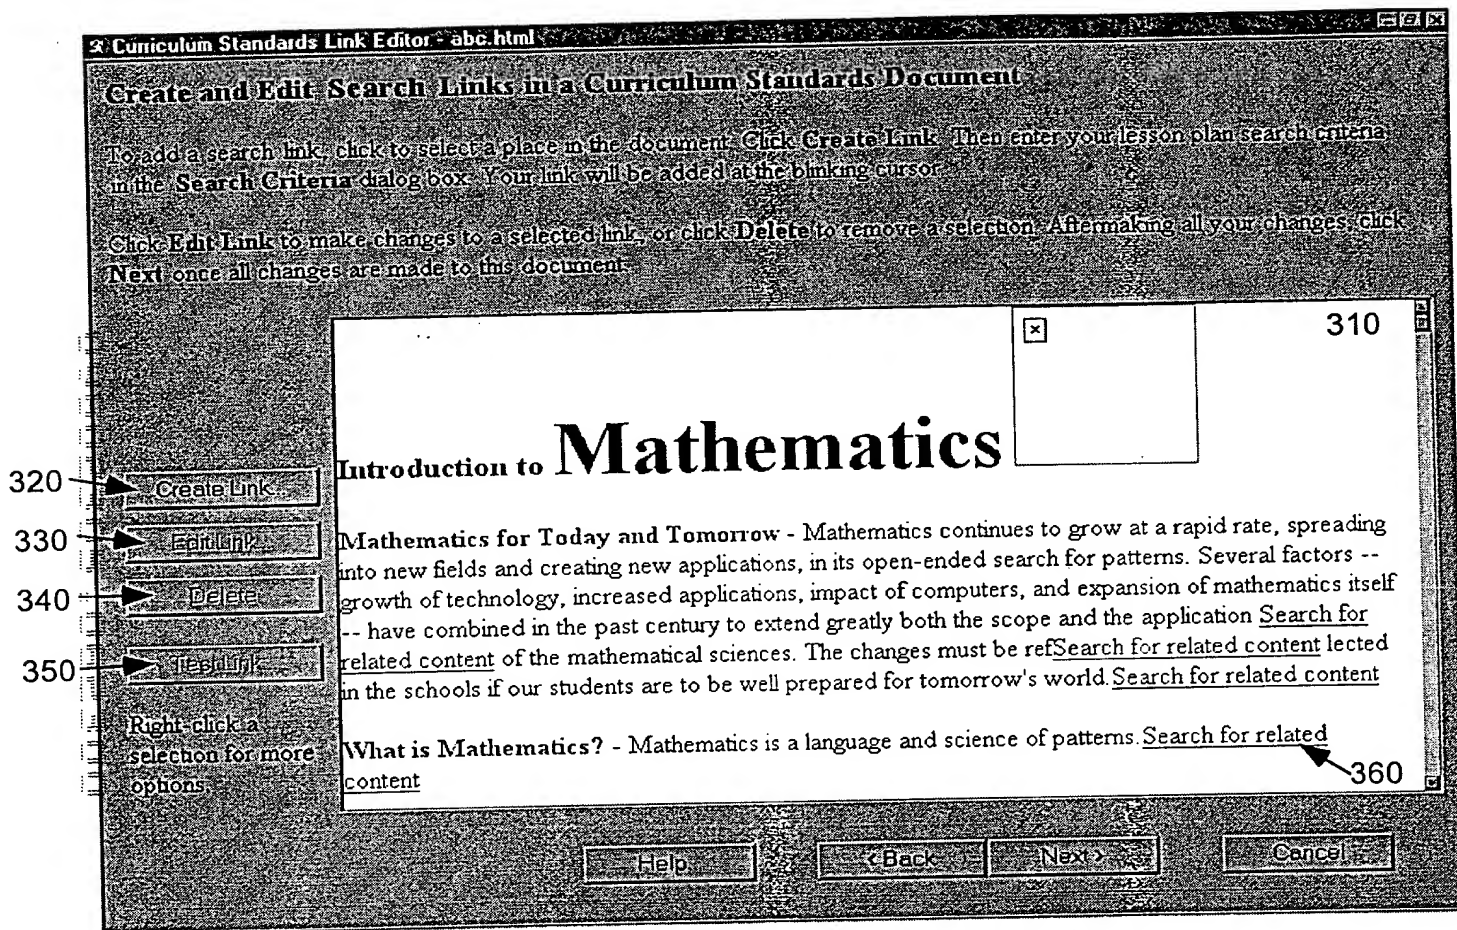 Curriculum Standards Link Editor - abc.html
Create and Edit Search Links in a Curriculum Standards Document
To add a search link, click to select a place in the document. Click Create Link. Then enter your lesson plan search criteria
in the Search Criteria dialog box. Your link will be added at the blinking cursor.
Click Edit Link to make changes to a selected link, or click Delete to remove a selection. Aftermaking all your changes, click
Next once all changes are made to this document.
310
Introduction to Mathematics
320
Create Link...
330
Edit Link...
340
Delete
350
Test Link...
Right-click a
selection for more
options.
Mathematics for Today and Tomorrow - Mathematics continues to grow at a rapid rate, spreading
into new fields and creating new applications, in its open-ended search for patterns. Several factors --
growth of technology, increased applications, impact of computers, and expansion of mathematics itself
-- have combined in the past century to extend greatly both the scope and the application Search for
related content of the mathematical sciences. The changes must be refSearch for related content lected
in the schools if our students are to be well prepared for tomorrow's world. Search for related content
What is Mathematics? - Mathematics is a language and science of patterns. Search for related
content
360
Help
< Back
Next >
Cancel